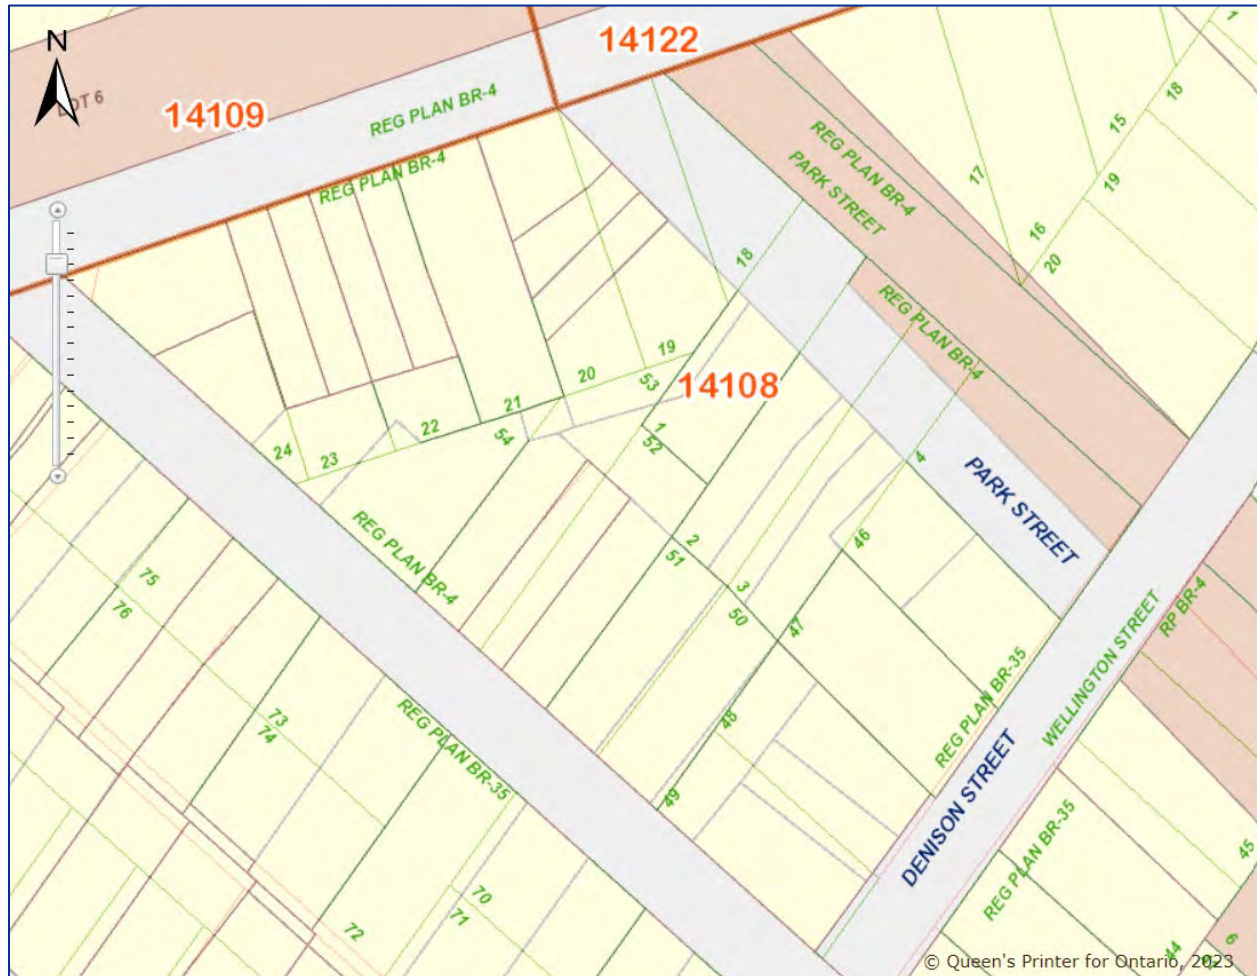 N
14122
1
LOT 6
14109
REG PLAN BR-4
18
15
REG PLAN BR-4
REG PLAN BR-4
PARK STREET
17
19
16
20
18
REG PLAN BR-4
19
20
53
14108
21
22
54
1
52
24
23
4
PARK STREET
REG PLAN BR-4
46
2
51
75
76
3
50
47
RP BR-4
WELLINGTON STREET
REG PLAN BR-35
73
74
48
REG PLAN BR-35
49
DENISON STREET
REG PLAN BR-35
45
70
71
72
44
6
© Queen's Printer for Ontario, 2023